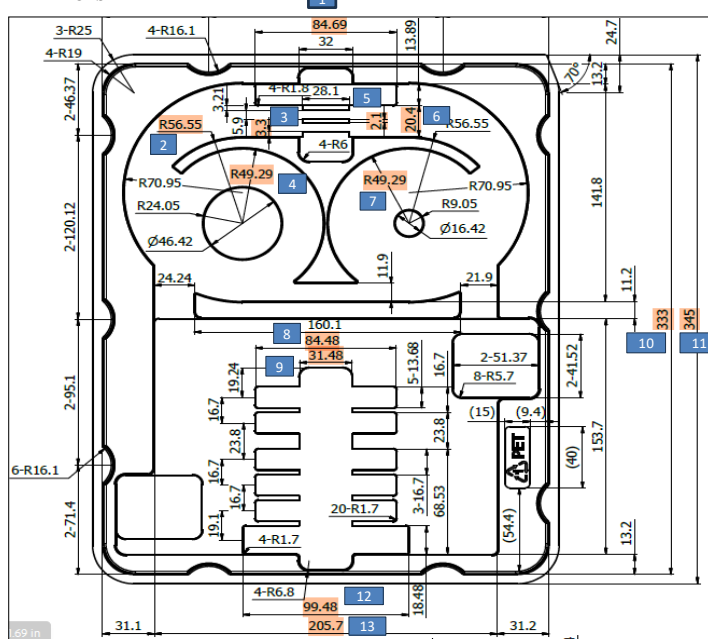 1
84.69
32
13.89
24.7
3-R25
4-R16.1
4-R19
70°
13.2
2-46.37
4-R1.8
28.1
5
3.21
5.9
3
3.3
2.1
20.4
6
R56.55
R56.55
2
4-R6
R49.29
4
R49.29
R70.95
R70.95
7
R24.05
R9.05
Ø46.42
Ø16.42
141.8
2-120.12
24.24
11.9
21.9
11.2
8
160.1
333
345
10
11
84.48
9
31.48
5-13.68
16.7
2-51.37
2-41.52
19.24
8-R5.7
2-95.1
16.7
23.8
(15)
(9.4)
23.8
PET
(40)
153.7
6-R16.1
16.7
16.7
3-16.7
68.53
20-R1.7
(54.4)
2-71.4
19.1
4-R1.7
13.2
4-R6.8
12
18.48
99.48
.69 in
31.1
205.7
13
31.2